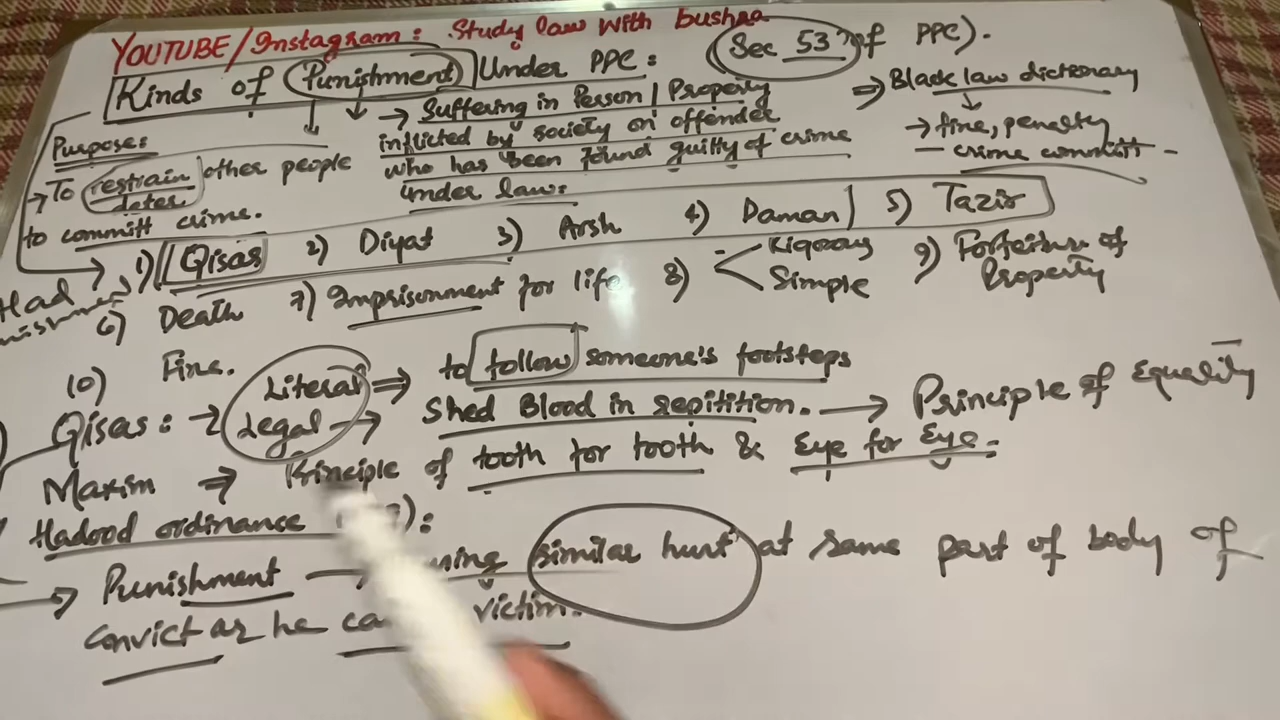 YOUTUBE/Instagram: Study law with bushra
Kinds of Punishment Under PPC: (Sec 53 of PPC).
→ Suffering in Person/Property
inflicted by society on offender
who has been found guilty of crime
under law:
⇒ Black law dictionary
→ fine, penalty
crime committ
Purpose:
→ To restrain other people
deter
to commit crime.
Had
1) Qisas 2) Diyat 3) Arsh 4) Daman 5) Tazir
6) Death 7) Imprisonment for life 8) Rigoros
Simple
9) Forfeiture of
Property
10) Fine.
Qisas: → Literal ⇒ to follow someone's footsteps
Legal → Shed Blood in repitition. → Principle of Equality
Maxim ⇒ Principle of tooth for tooth & Eye for Eye.
Hadood ordinance
→ Punishment → similar hurt at same part of body of
convict as he victim.